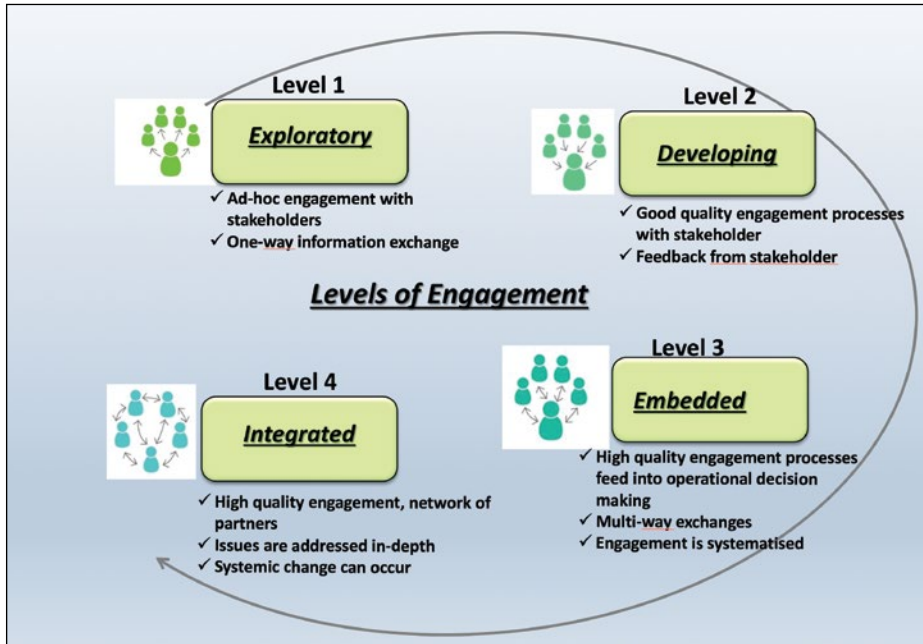 Level 1
Exploratory
✓ Ad-hoc engagement with
stakeholders
✓ One-way information exchange
Level 2
Developing
✓ Good quality engagement processes
with stakeholder
✓ Feedback from stakeholder
Levels of Engagement
Level 3
Embedded
✓ High quality engagement processes
feed into operational decision
making
✓ Multi-way exchanges
✓ Engagement is systematised
Level 4
Integrated
✓ High quality engagement, network of
partners
✓ Issues are addressed in-depth
✓ Systemic change can occur